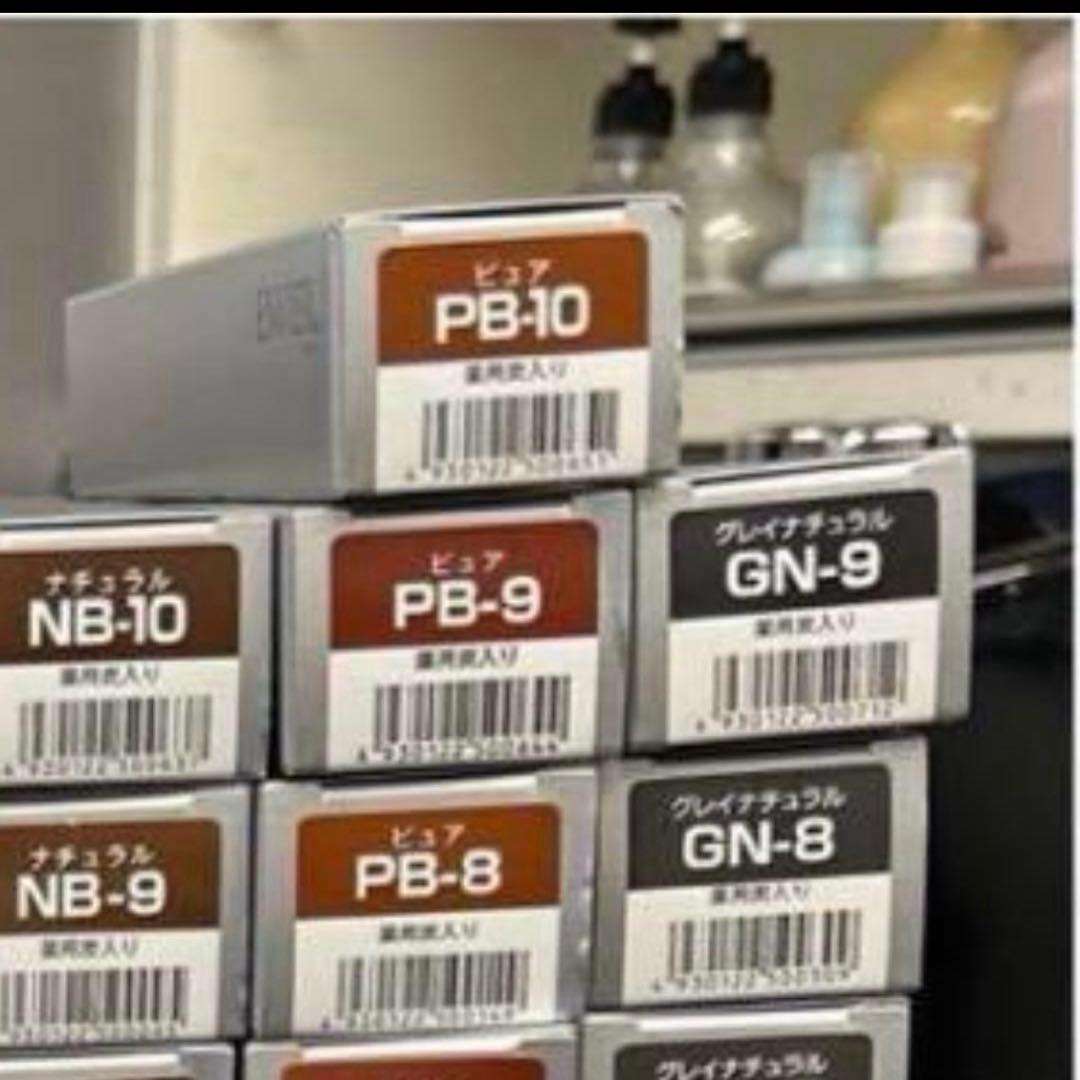 ピュア
PB-10
薬用炭入り
ナチュラル
NB-10
薬用炭入り
ピュア
PB-9
薬用炭入り
グレイナチュラル
GN-9
薬用炭入り
ナチュラル
NB-9
薬用炭入り
ピュア
PB-8
薬用炭入り
グレイナチュラル
GN-8
薬用炭入り
グレイナチュラル